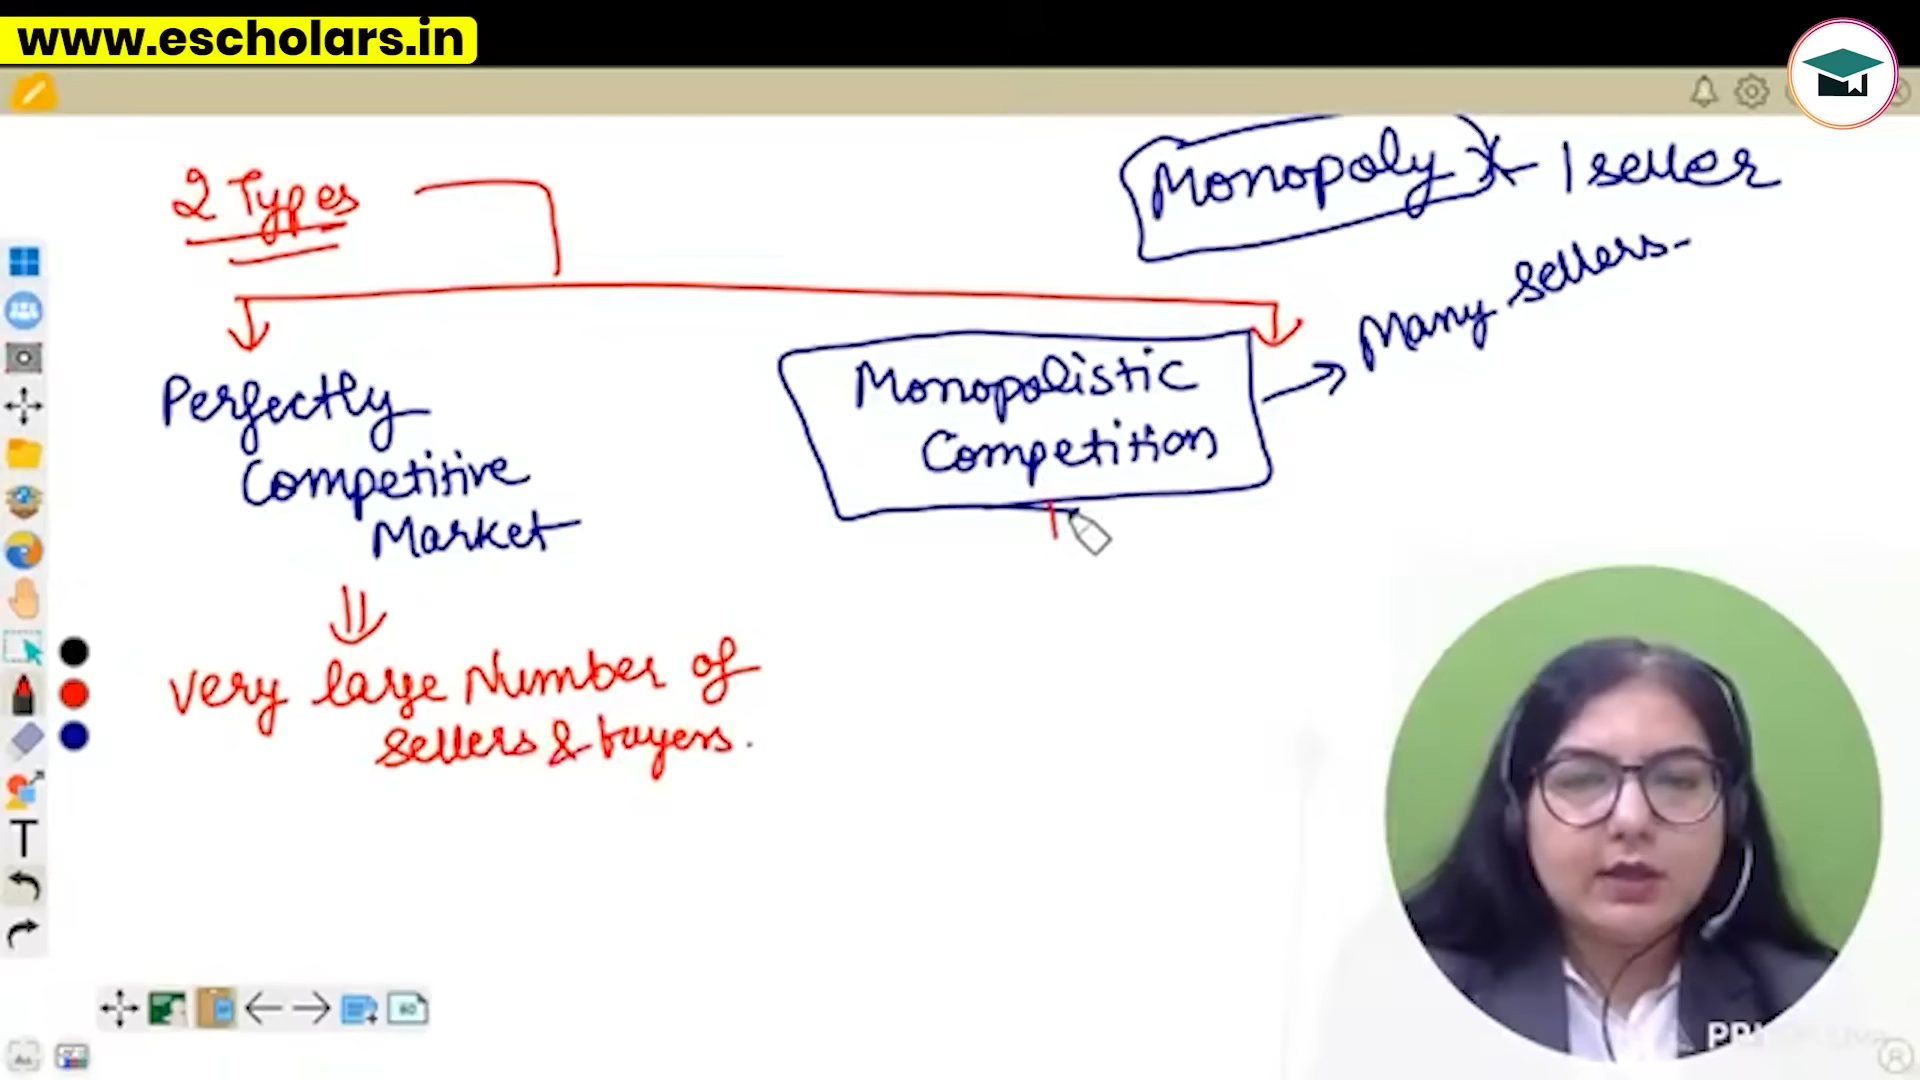 www.escholars.in
Monopoly X 1 seller
2 Types
Many sellers-
Perfectly
Competitive
Market
Monopolistic
Competition
very large Number of
sellers & buyers.
T
60